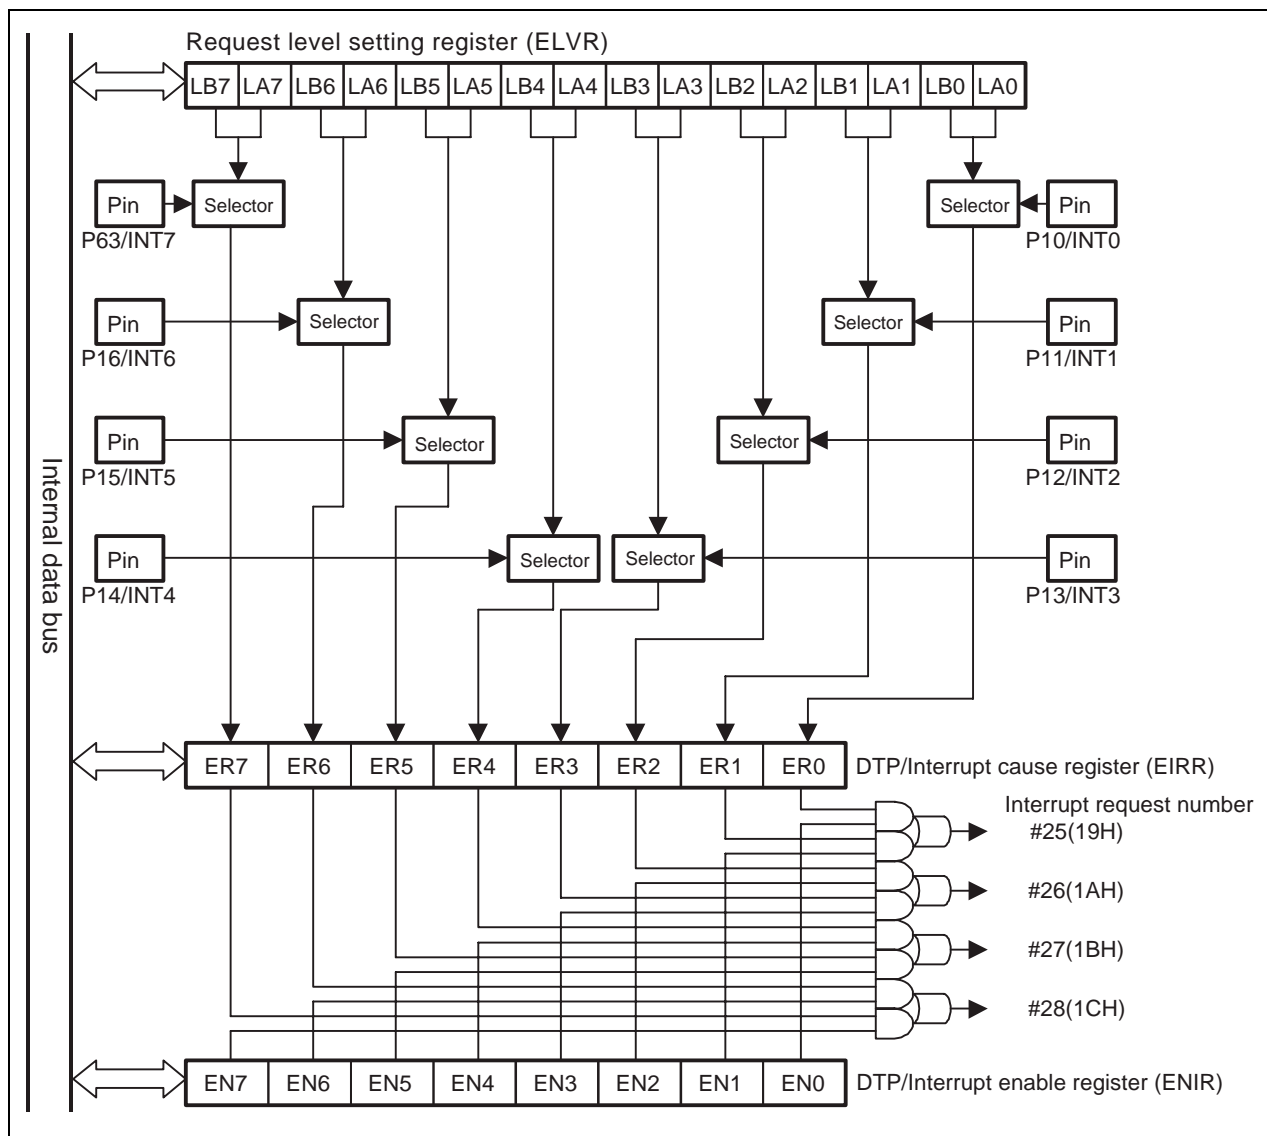 Request level setting register (ELVR)
LB7 LA7 LB6 LA6 LB5 LA5 LB4 LA4 LB3 LA3 LB2 LA2 LB1 LA1 LB0 LA0
Pin Selector Selector Pin
P63/INT7 P10/INT0
Pin Selector Selector Pin
P16/INT6 P11/INT1
Pin Selector Selector Pin
P15/INT5 P12/INT2
Internal data bus
Pin Selector Selector Pin
P14/INT4 P13/INT3
ER7 ER6 ER5 ER4 ER3 ER2 ER1 ER0 DTP/Interrupt cause register (EIRR)
Interrupt request number
#25(19H)
#26(1AH)
#27(1BH)
#28(1CH)
EN7 EN6 EN5 EN4 EN3 EN2 EN1 EN0 DTP/Interrupt enable register (ENIR)